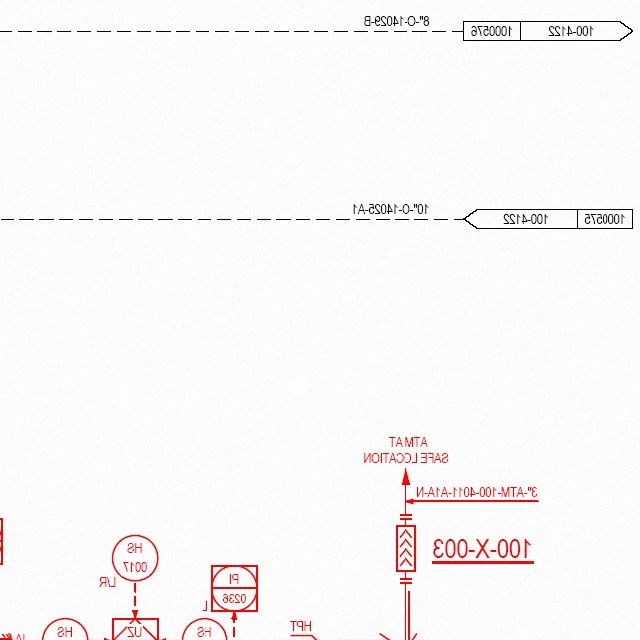 8"-O-14029-B
1000576
100-4122
10"-O-14025-A1
100-4122
1000575
ATM AT
SAFE LOCATION
3"-ATM-100-4011-A1A-N
100-X-003
HS
0017
L/R
PI
0236
L
HPT
HS
UZ
HS
IA